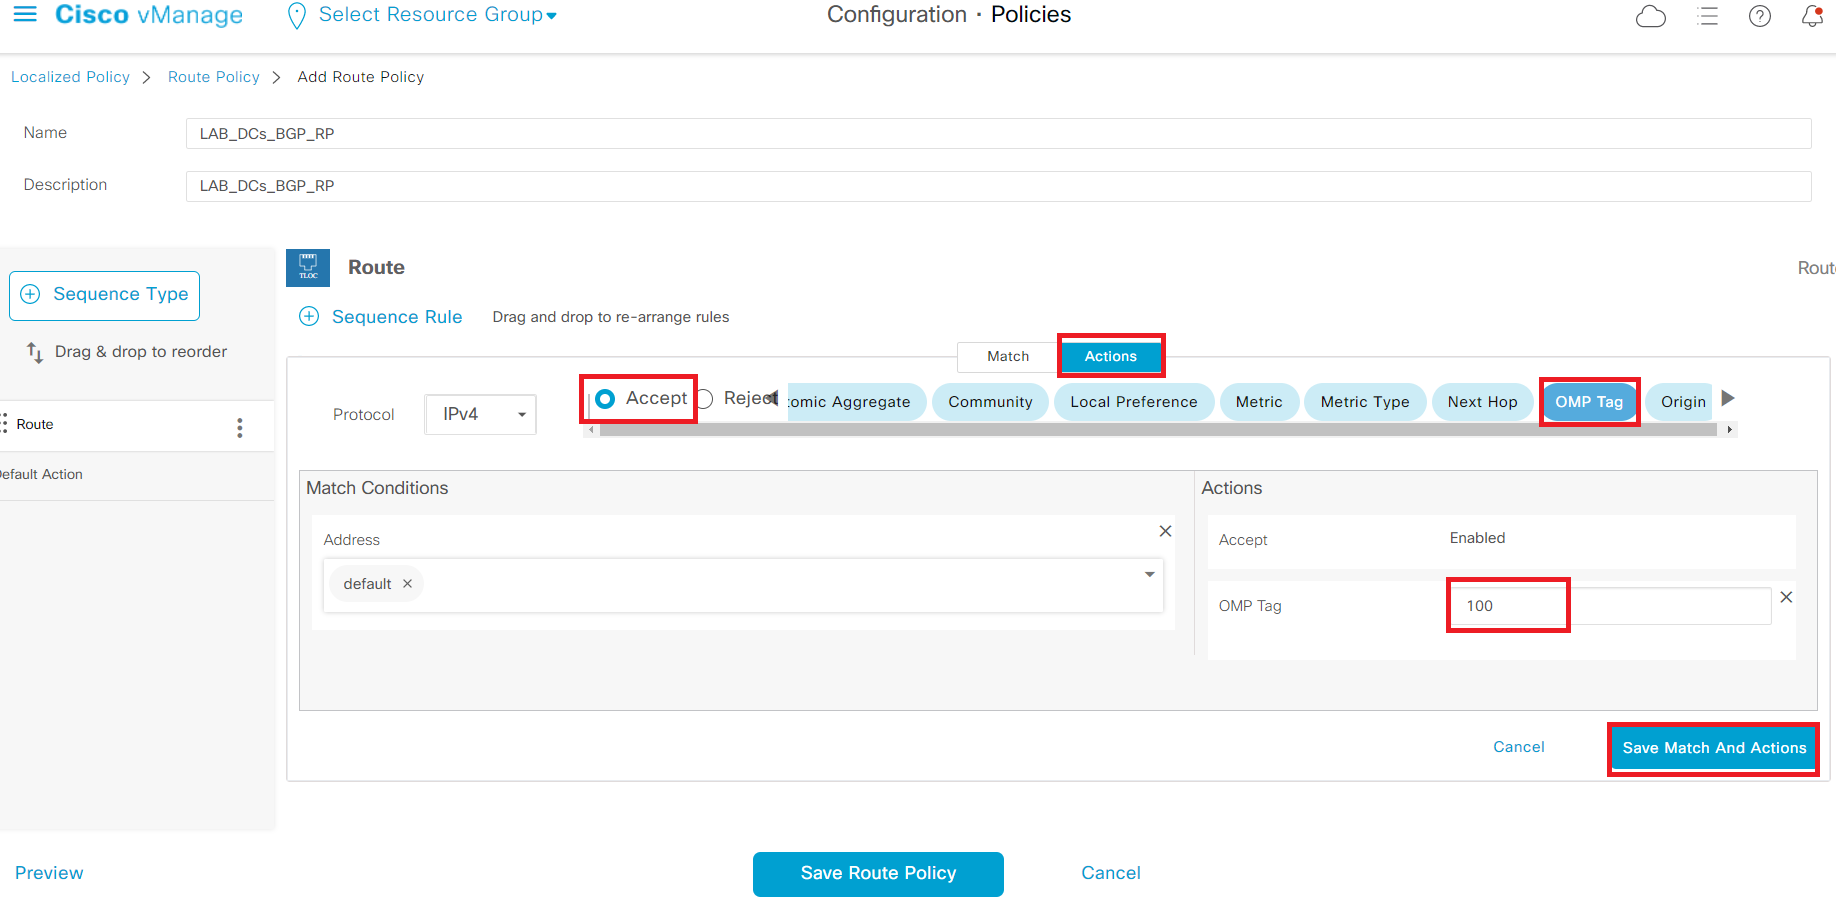 Cisco vManage
Select Resource Group
Configuration · Policies
Localized Policy > Route Policy > Add Route Policy
Name
LAB_DCs_BGP_RP
Description
LAB_DCs_BGP_RP
Sequence Type
Drag & drop to reorder
Route
efault Action
TLOC
Route
Rout
Sequence Rule
Drag and drop to re-arrange rules
Match
Actions
Protocol
IPv4
Accept
Reject
tomic Aggregate
Community
Local Preference
Metric
Metric Type
Next Hop
OMP Tag
Origin
Match Conditions
Address
default
Actions
Accept
Enabled
OMP Tag
100
Cancel
Save Match And Actions
Preview
Save Route Policy
Cancel